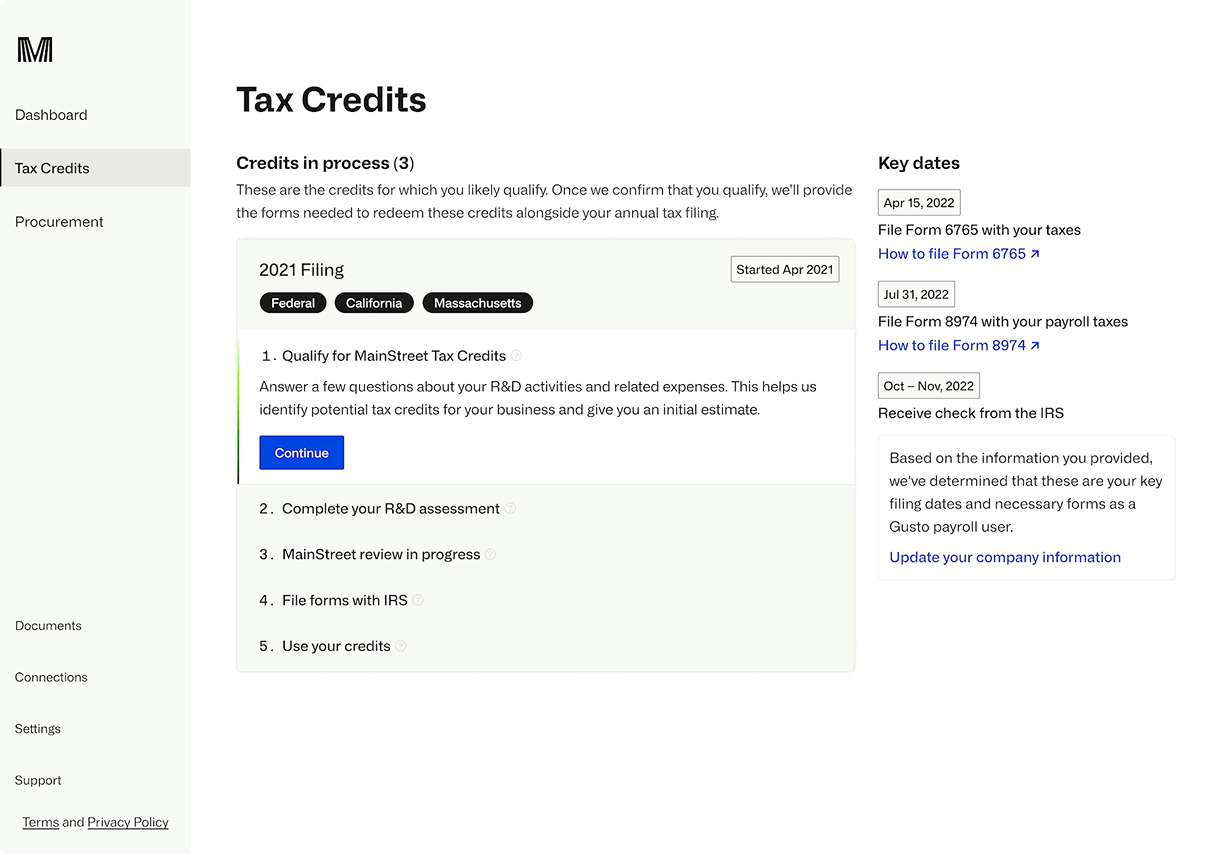 M
Dashboard
Tax Credits
Procurement
Documents
Connections
Settings
Support
Terms and Privacy Policy
Tax Credits
Credits in process (3)
These are the credits for which you likely qualify. Once we confirm that you qualify, we'll provide
the forms needed to redeem these credits alongside your annual tax filing.
2021 Filing
Started Apr 2021
Federal California Massachusetts
1. Qualify for MainStreet Tax Credits ?
Answer a few questions about your R&D activities and related expenses. This helps us
identify potential tax credits for your business and give you an initial estimate.
Continue
2. Complete your R&D assessment ?
3. MainStreet review in progress ?
4. File forms with IRS ?
5. Use your credits ?
Key dates
Apr 15, 2022
File Form 6765 with your taxes
How to file Form 6765 ↗
Jul 31, 2022
File Form 8974 with your payroll taxes
How to file Form 8974 ↗
Oct – Nov, 2022
Receive check from the IRS
Based on the information you provided,
we've determined that these are your key
filing dates and necessary forms as a
Gusto payroll user.
Update your company information